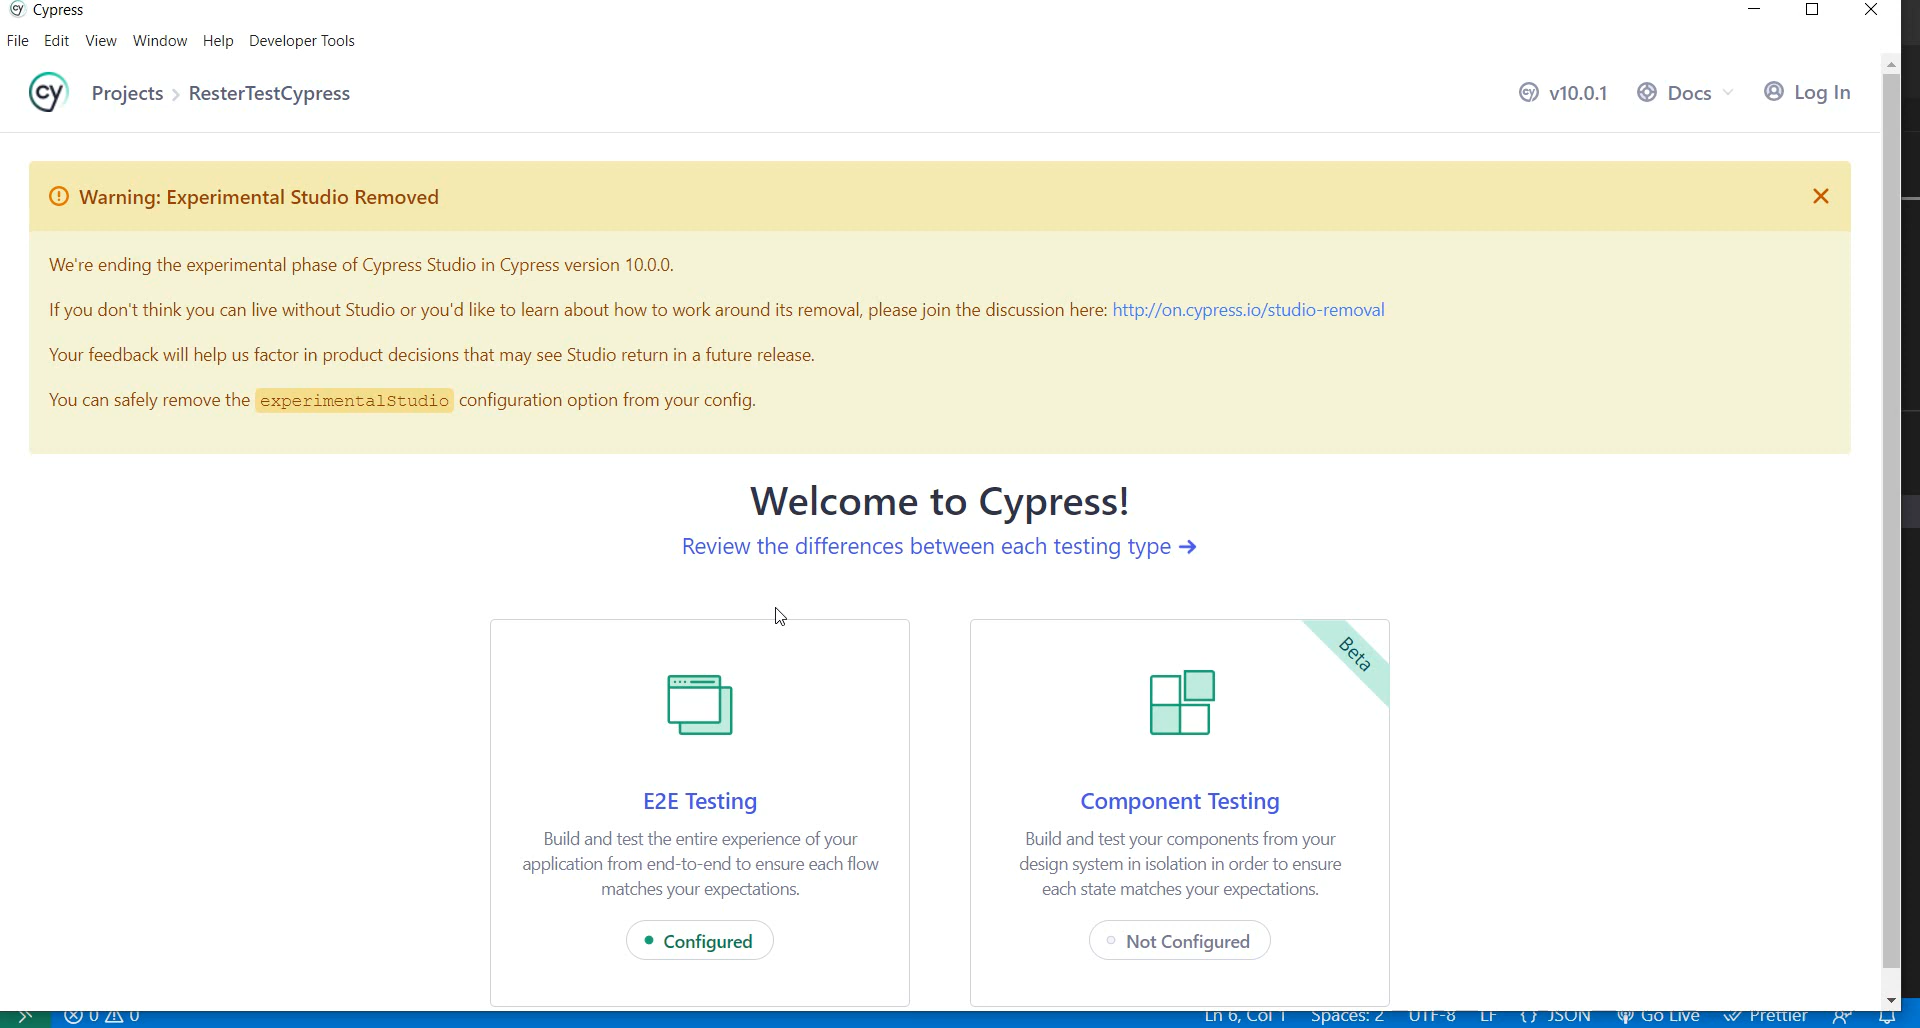 Cypress
File Edit View Window Help Developer Tools
cy Projects > ResterTestCypress cy v10.0.1 Docs Log In
Warning: Experimental Studio Removed
We're ending the experimental phase of Cypress Studio in Cypress version 10.0.0.
If you don't think you can live without Studio or you'd like to learn about how to work around its removal, please join the discussion here: http://on.cypress.io/studio-removal
Your feedback will help us factor in product decisions that may see Studio return in a future release.
You can safely remove the experimentalStudio configuration option from your config.
Welcome to Cypress!
Review the differences between each testing type →
Beta
E2E Testing
Build and test the entire experience of your
application from end-to-end to ensure each flow
matches your expectations.
Configured
Component Testing
Build and test your components from your
design system in isolation in order to ensure
each state matches your expectations.
Not Configured
0 0 Ln 6, Col 1 Spaces: 2 UTF-8 LF {} JSON Go Live Prettier